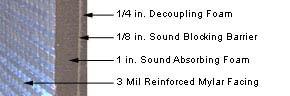 1/4 in. Decoupling Foam
1/8 in. Sound Blocking Barrier
1 in. Sound Absorbing Foam
3 Mil Reinforced Mylar Facing